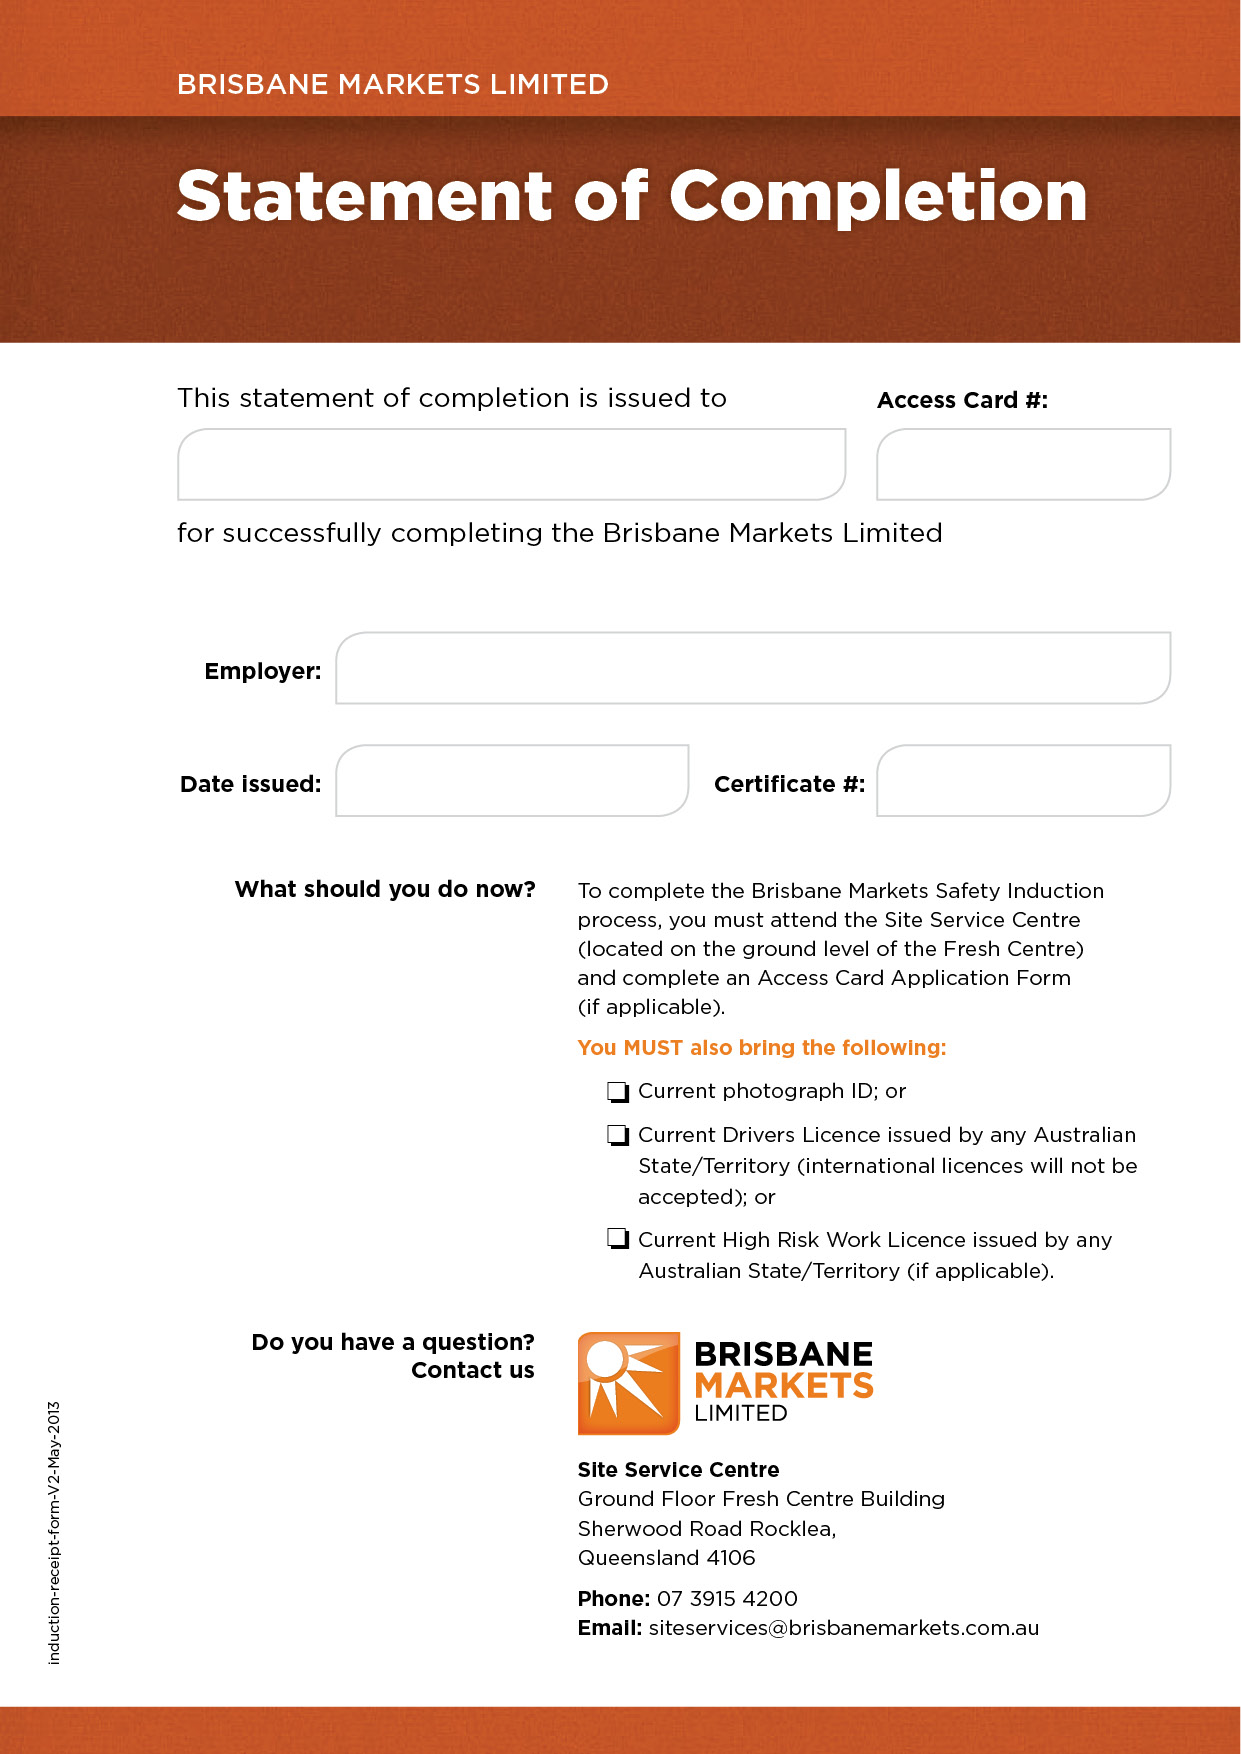 BRISBANE MARKETS LIMITED
Statement of Completion
This statement of completion is issued to
Access Card #:
for successfully completing the Brisbane Markets Limited
Employer:
Date issued:
Certificate #:
What should you do now?
To complete the Brisbane Markets Safety Induction
process, you must attend the Site Service Centre
(located on the ground level of the Fresh Centre)
and complete an Access Card Application Form
(if applicable).
You MUST also bring the following:
Current photograph ID; or
Current Drivers Licence issued by any Australian
State/Territory (international licences will not be
accepted); or
Current High Risk Work Licence issued by any
Australian State/Territory (if applicable).
Do you have a question?
Contact us
BRISBANE
MARKETS
LIMITED
Site Service Centre
Ground Floor Fresh Centre Building
Sherwood Road Rocklea,
Queensland 4106
Phone: 07 3915 4200
Email: siteservices@brisbanemarkets.com.au
induction-receipt-form-V2-May-2013